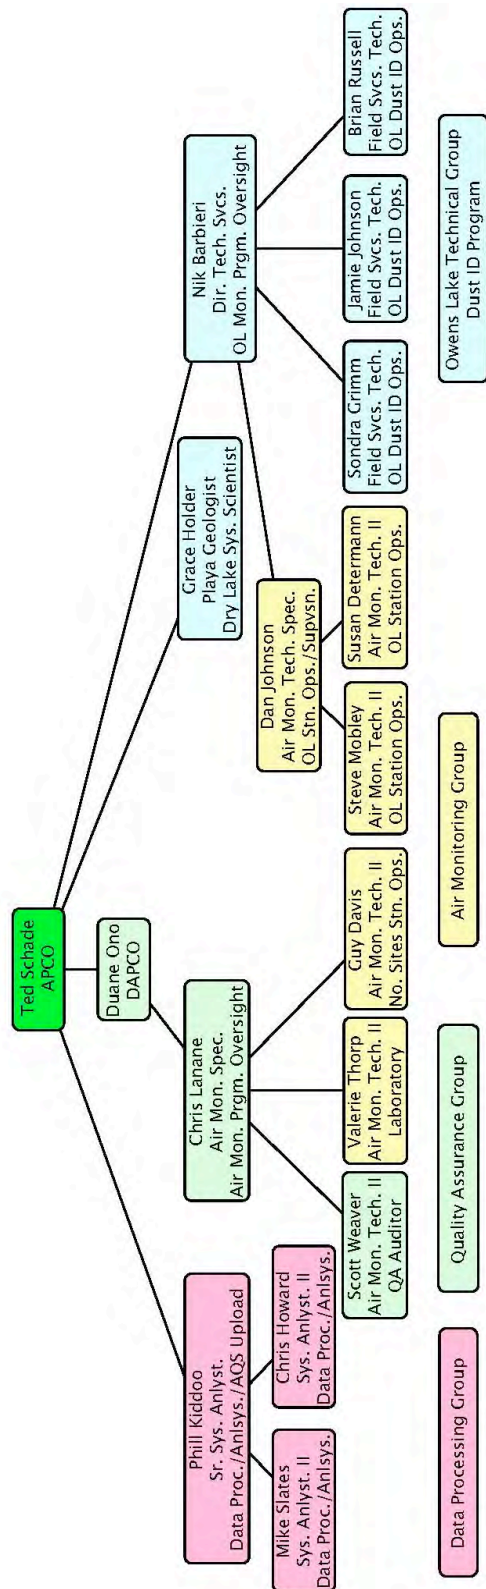 Ted Schade
APCO
Duane Ono
DAPCO
Phill Kiddoo
Sr. Sys. Anlyst.
Data Proc./Anlsys./AQS Upload
Chris Lanane
Air Mon. Spec.
Air Mon. Prgm. Oversight
Grace Holder
Playa Geologist
Dry Lake Sys. Scientist
Nik Barbieri
Dir. Tech. Svcs.
OL Mon. Prgm. Oversight
Mike Slates
Sys. Anlyst. II
Data Proc./Anlsys.
Chris Howard
Sys. Anlyst. II
Data Proc./Anlsys.
Dan Johnson
Air Mon. Tech. Spec.
OL Stn. Ops./Supvsn.
Scott Weaver
Air Mon. Tech. II
QA Auditor
Valerie Thorp
Air Mon. Tech. II
Laboratory
Guy Davis
Air Mon. Tech. II
No. Sites Stn. Ops.
Steve Mobley
Air Mon. Tech. II
OL Station Ops.
Susan Determann
Air Mon. Tech. II
OL Station Ops.
Sondra Grimm
Field Svcs. Tech.
OL Dust ID Ops.
Jamie Johnson
Field Svcs. Tech.
OL Dust ID Ops.
Brian Russell
Field Svcs. Tech.
OL Dust ID Ops.
Data Processing Group
Quality Assurance Group
Air Monitoring Group
Owens Lake Technical Group
Dust ID Program